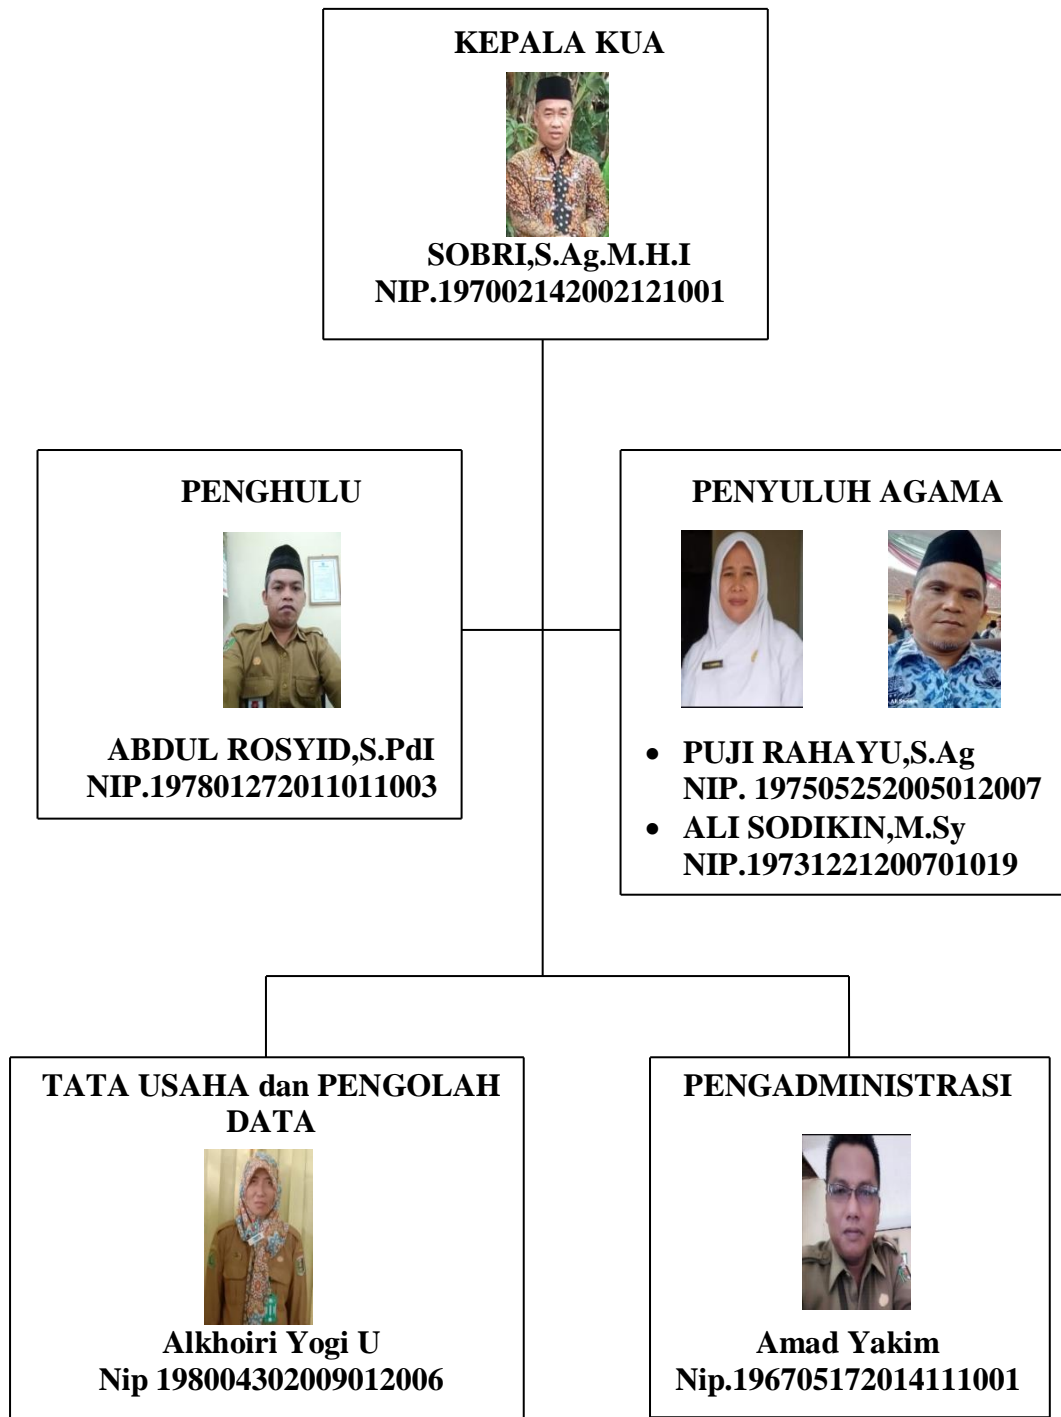 KEPALA KUA
SOBRI,S.Ag.M.H.I
NIP.197002142002121001
PENGHULU
ABDUL ROSYID,S.PdI
NIP.197801272011011003
PENYULUH AGAMA
• PUJI RAHAYU,S.Ag
NIP. 197505252005012007
• ALI SODIKIN,M.Sy
NIP.19731221200701019
TATA USAHA dan PENGOLAH
DATA
Alkhoiri Yogi U
Nip 198004302009012006
PENGADMINISTRASI
Amad Yakim
Nip.196705172014111001